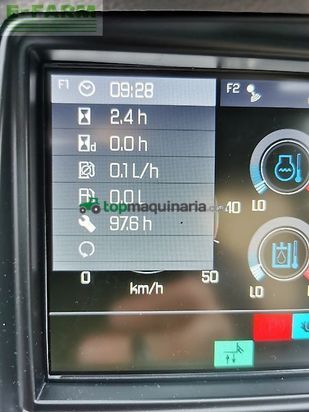 E-FARM
F1 09:28 F2
2,4 h
d 0.0 h
0.1 L/h
0.0 L
topmaquinaria.com
97.6 h
40
0 50
km/h
LO
LO